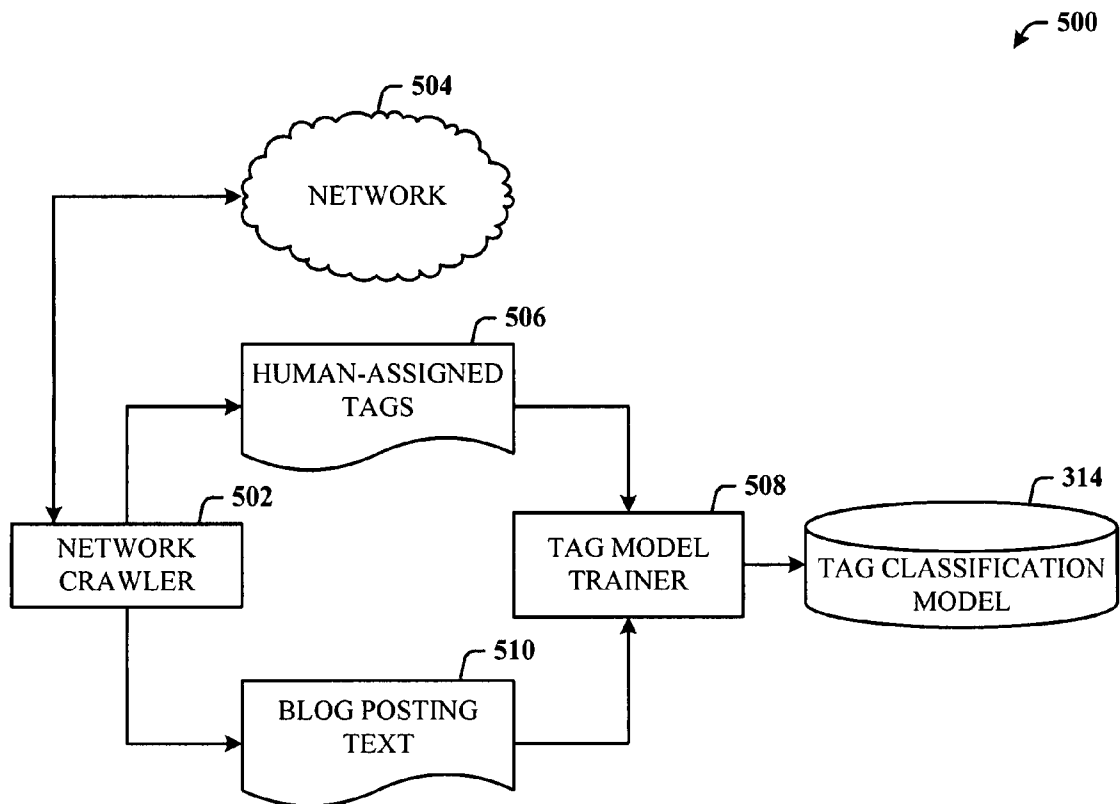 500
504
NETWORK
506
HUMAN-ASSIGNED
TAGS
502
NETWORK
CRAWLER
508
TAG MODEL
TRAINER
314
TAG CLASSIFICATION
MODEL
510
BLOG POSTING
TEXT